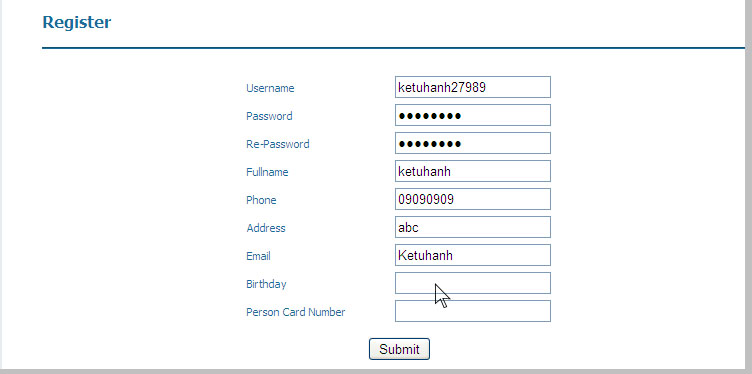 Register
Username ketuhanh27989
Password ●●●●●●●●
Re-Password ●●●●●●●●
Fullname ketuhanh
Phone 09090909
Address abc
Email Ketuhanh
Birthday
Person Card Number
Submit